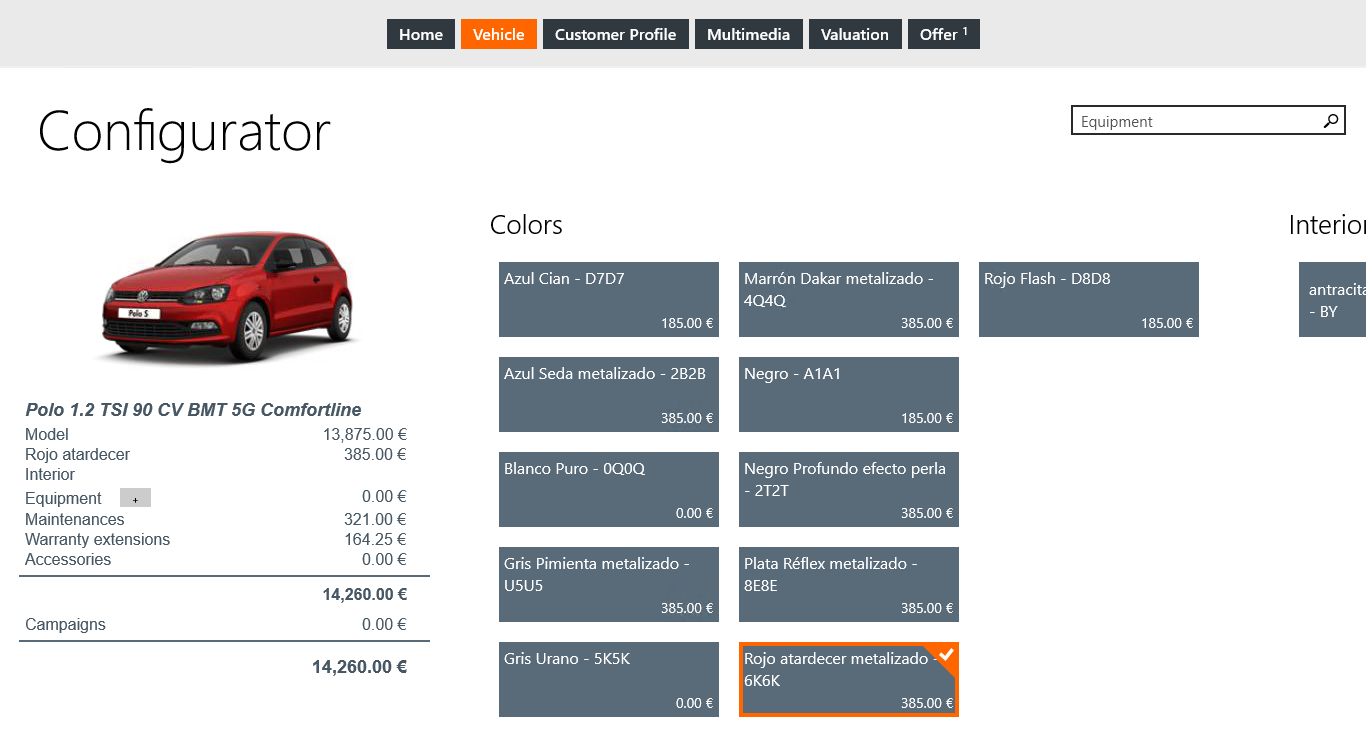 Home Vehicle Customer Profile Multimedia Valuation Offer 1
Configurator
Equipment
Polo S
Polo 1.2 TSI 90 CV BMT 5G Comfortline
Model 13,875.00 €
Rojo atardecer 385.00 €
Interior
Equipment + 0.00 €
Maintenances 321.00 €
Warranty extensions 164.25 €
Accessories 0.00 €
14,260.00 €
Campaigns 0.00 €
14,260.00 €
Colors
Azul Cian - D7D7
185.00 €
Azul Seda metalizado - 2B2B
385.00 €
Blanco Puro - 0Q0Q
0.00 €
Gris Pimienta metalizado -
U5U5
385.00 €
Gris Urano - 5K5K
0.00 €
Marrón Dakar metalizado -
4Q4Q
385.00 €
Negro - A1A1
185.00 €
Negro Profundo efecto perla
- 2T2T
385.00 €
Plata Réflex metalizado -
8E8E
385.00 €
Rojo atardecer metalizado -
6K6K
385.00 €
Rojo Flash - D8D8
185.00 €
Interior
antracita
- BY